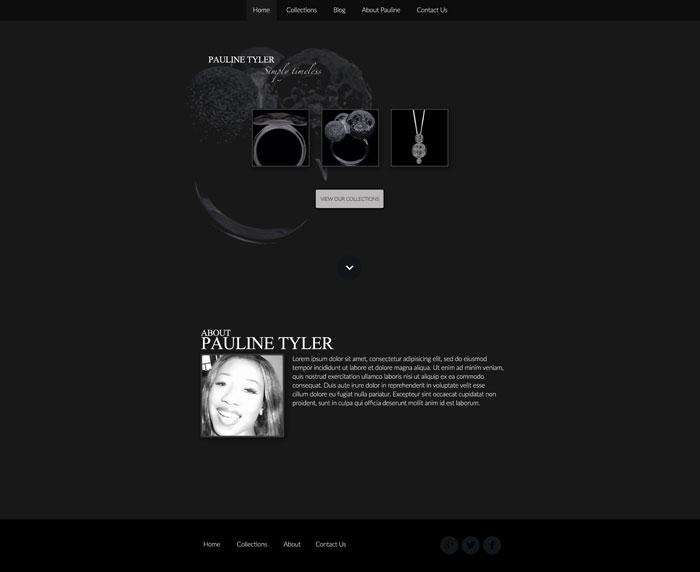 Home Collections Blog About Pauline Contact Us
PAULINE TYLER
Simply timeless
VIEW OUR COLLECTIONS
ABOUT
PAULINE TYLER
Lorem ipsum dolor sit amet, consectetur adipisicing elit, sed do eiusmod
tempor incididunt ut labore et dolore magna aliqua. Ut enim ad minim veniam,
quis nostrud exercitation ullamco laboris nisi ut aliquip ex ea commodo
consequat. Duis aute irure dolor in reprehenderit in voluptate velit esse
cillum dolore eu fugiat nulla pariatur. Excepteur sint occaecat cupidatat non
proident, sunt in culpa qui officia deserunt mollit anim id est laborum.
Home Collections About Contact Us